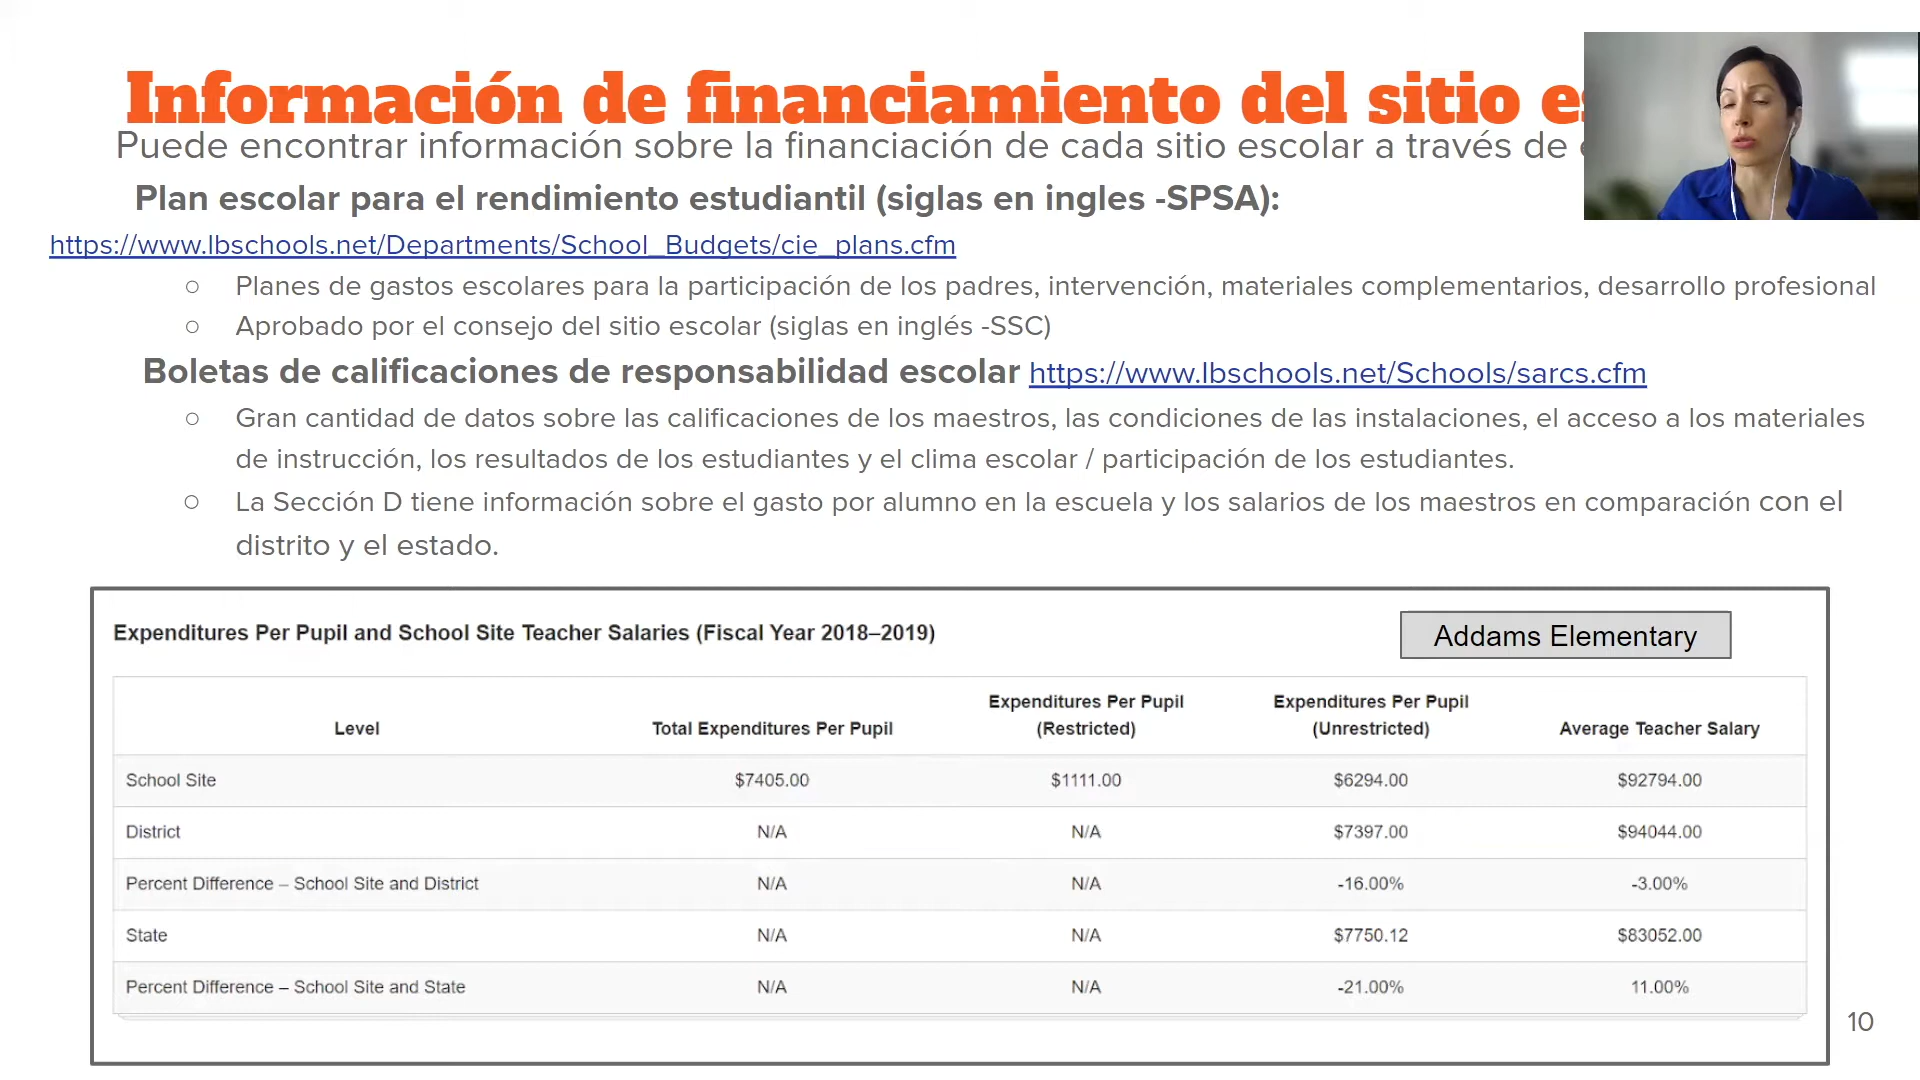 Información de financiamiento del sitio es
Puede encontrar información sobre la financiación de cada sitio escolar a través de
Plan escolar para el rendimiento estudiantil (siglas en ingles -SPSA):
https://www.lbschools.net/Departments/School_Budgets/cie_plans.cfm
○ Planes de gastos escolares para la participación de los padres, intervención, materiales complementarios, desarrollo profesional
○ Aprobado por el consejo del sitio escolar (siglas en inglés -SSC)
Boletas de calificaciones de responsabilidad escolar https://www.lbschools.net/Schools/sarcs.cfm
○ Gran cantidad de datos sobre las calificaciones de los maestros, las condiciones de las instalaciones, el acceso a los materiales
de instrucción, los resultados de los estudiantes y el clima escolar / participación de los estudiantes.
○ La Sección D tiene información sobre el gasto por alumno en la escuela y los salarios de los maestros en comparación con el
distrito y el estado.
Expenditures Per Pupil and School Site Teacher Salaries (Fiscal Year 2018–2019)
Addams Elementary
Level Total Expenditures Per Pupil Expenditures Per Pupil (Restricted) Expenditures Per Pupil (Unrestricted) Average Teacher Salary
School Site $7405.00 $1111.00 $6294.00 $92794.00
District N/A N/A $7397.00 $94044.00
Percent Difference – School Site and District N/A N/A -16.00% -3.00%
State N/A N/A $7750.12 $83052.00
Percent Difference – School Site and State N/A N/A -21.00% 11.00%
10